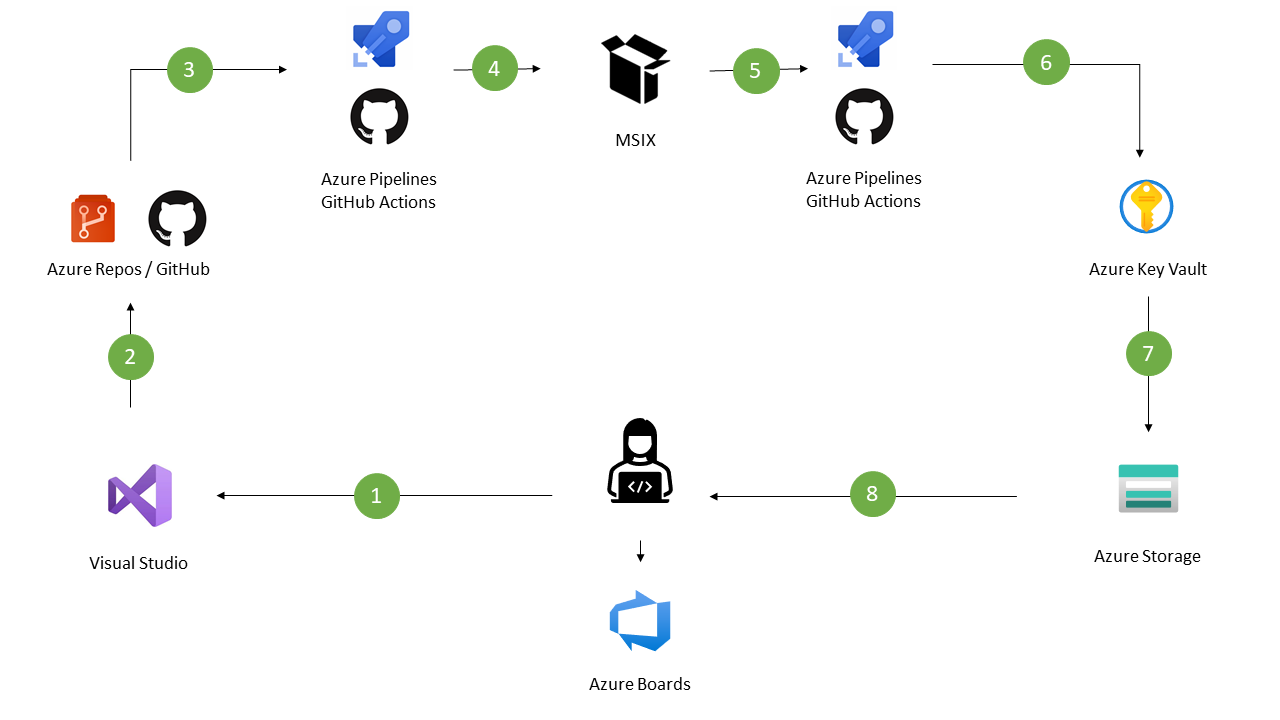 3
4
5
6
MSIX
Azure Pipelines
GitHub Actions
Azure Pipelines
GitHub Actions
Azure Repos / GitHub
Azure Key Vault
2
7
</>
1
8
Visual Studio
Azure Storage
Azure Boards